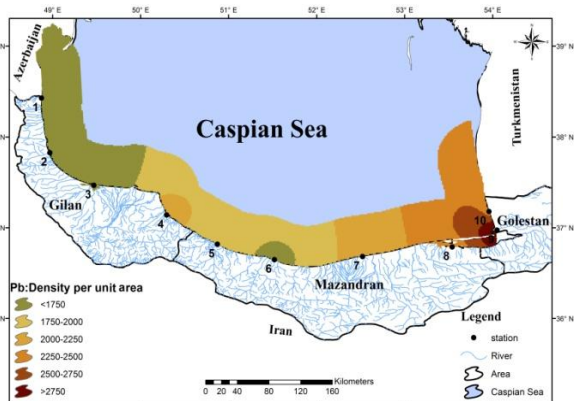 49° E 50° E 51° E 52° E 53° E 54° E
Azerbaijan
Turkmenistan
39°N
38°N
37°N
36°N
Caspian Sea
1
2
3
4
5
6
7
8
10
Gilan
Golestan
Mazandran
Iran
Pb:Density per unit area
<1750
1750-2000
2000-2250
2250-2500
2500-2750
>2750
Kilometers
0 20 40 80 120 160
Legend
station
River
Area
Caspian Sea